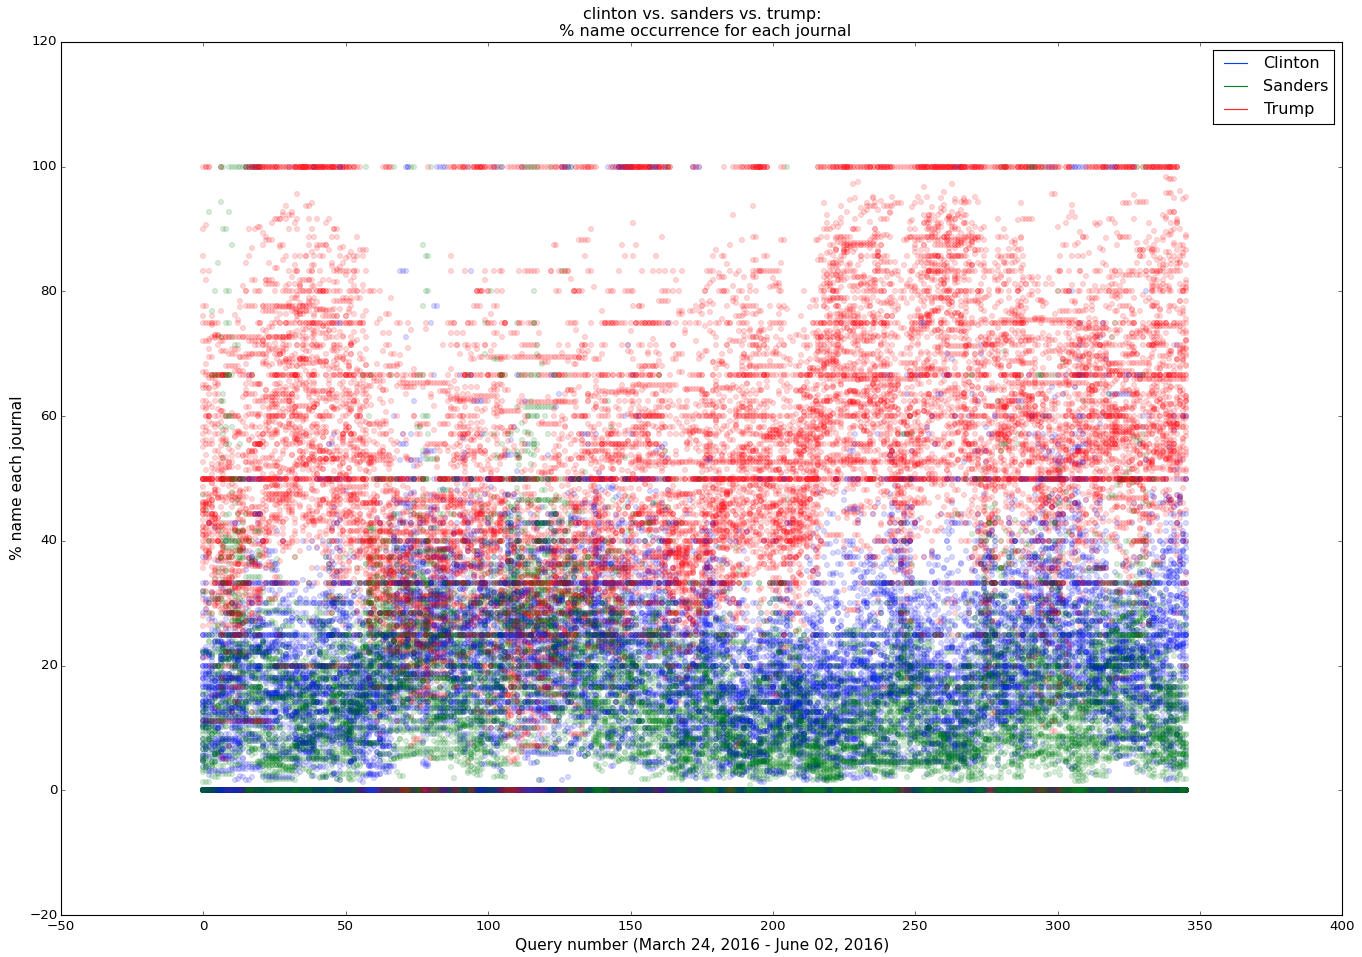 clinton vs. sanders vs. trump:
% name occurrence for each journal
Clinton
Sanders
Trump
% name each journal
120
100
80
60
40
20
0
−20
−50 0 50 100 150 200 250 300 350 400
Query number (March 24, 2016 - June 02, 2016)